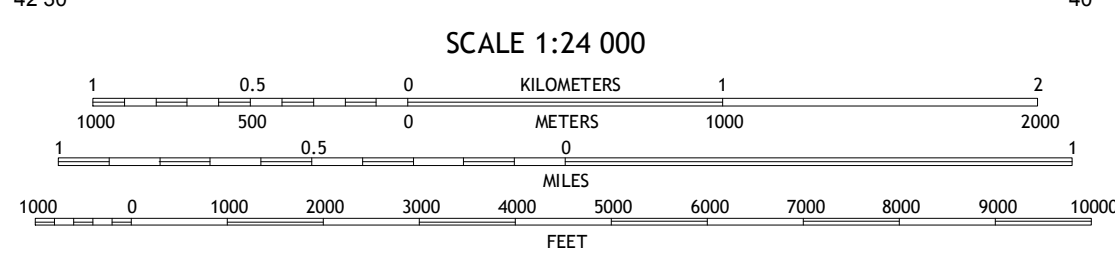 42'30"
40'
SCALE 1:24 000
1 0.5 0 KILOMETERS 1 2
1000 500 0 METERS 1000 2000
1 0.5 0 1
MILES
1000 0 1000 2000 3000 4000 5000 6000 7000 8000 9000 10000
FEET